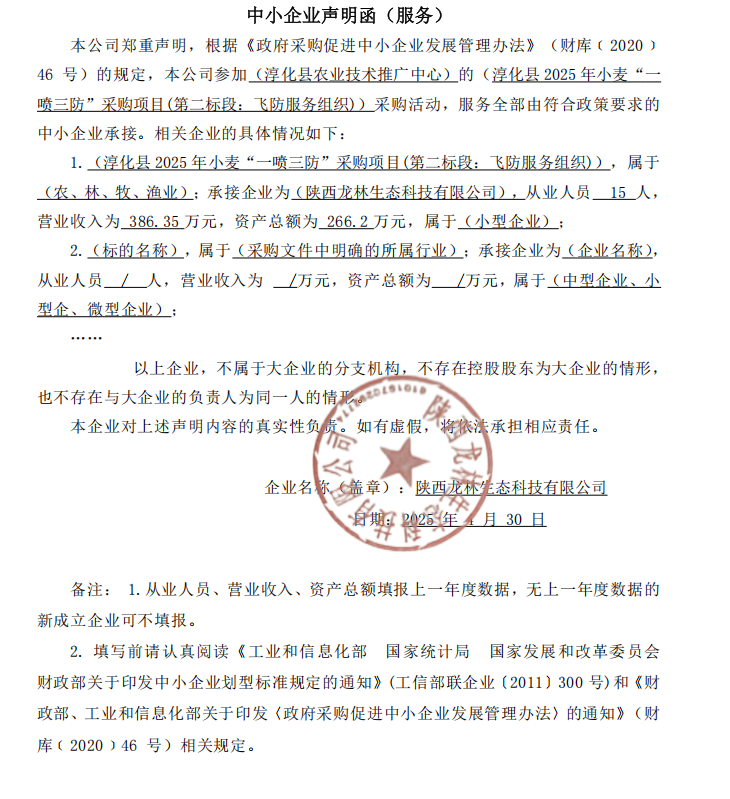 中小企业声明函（服务）
本公司郑重声明，根据《政府采购促进中小企业发展管理办法》（财库﹝2020﹞
46 号）的规定，本公司参加（淳化县农业技术推广中心）的（淳化县 2025 年小麦“一
喷三防”采购项目(第二标段：飞防服务组织)）采购活动，服务全部由符合政策要求的
中小企业承接。相关企业的具体情况如下：
1.（淳化县 2025 年小麦“一喷三防”采购项目(第二标段：飞防服务组织)），属于
（农、林、牧、渔业）；承接企业为（陕西龙林生态科技有限公司），从业人员 15 人，
营业收入为 386.35 万元，资产总额为 266.2 万元，属于（小型企业）；
2.（标的名称），属于（采购文件中明确的所属行业）；承接企业为（企业名称），
从业人员 / 人，营业收入为 /万元，资产总额为 /万元，属于（中型企业、小
型企、微型企业）；
……
以上企业，不属于大企业的分支机构，不存在控股股东为大企业的情形，
也不存在与大企业的负责人为同一人的情形。
本企业对上述声明内容的真实性负责。如有虚假，将依法承担相应责任。
企业名称（盖章）：陕西龙林生态科技有限公司
日期：2025 年 4 月 30 日
陕西龙林生态科技有限公司
备注： 1.从业人员、营业收入、资产总额填报上一年度数据，无上一年度数据的
新成立企业可不填报。
2. 填写前请认真阅读《工业和信息化部 国家统计局 国家发展和改革委员会
财政部关于印发中小企业划型标准规定的通知》(工信部联企业〔2011〕300 号)和《财
政部、工业和信息化部关于印发〈政府采购促进中小企业发展管理办法〉的通知》（财
库﹝2020﹞46 号）相关规定。